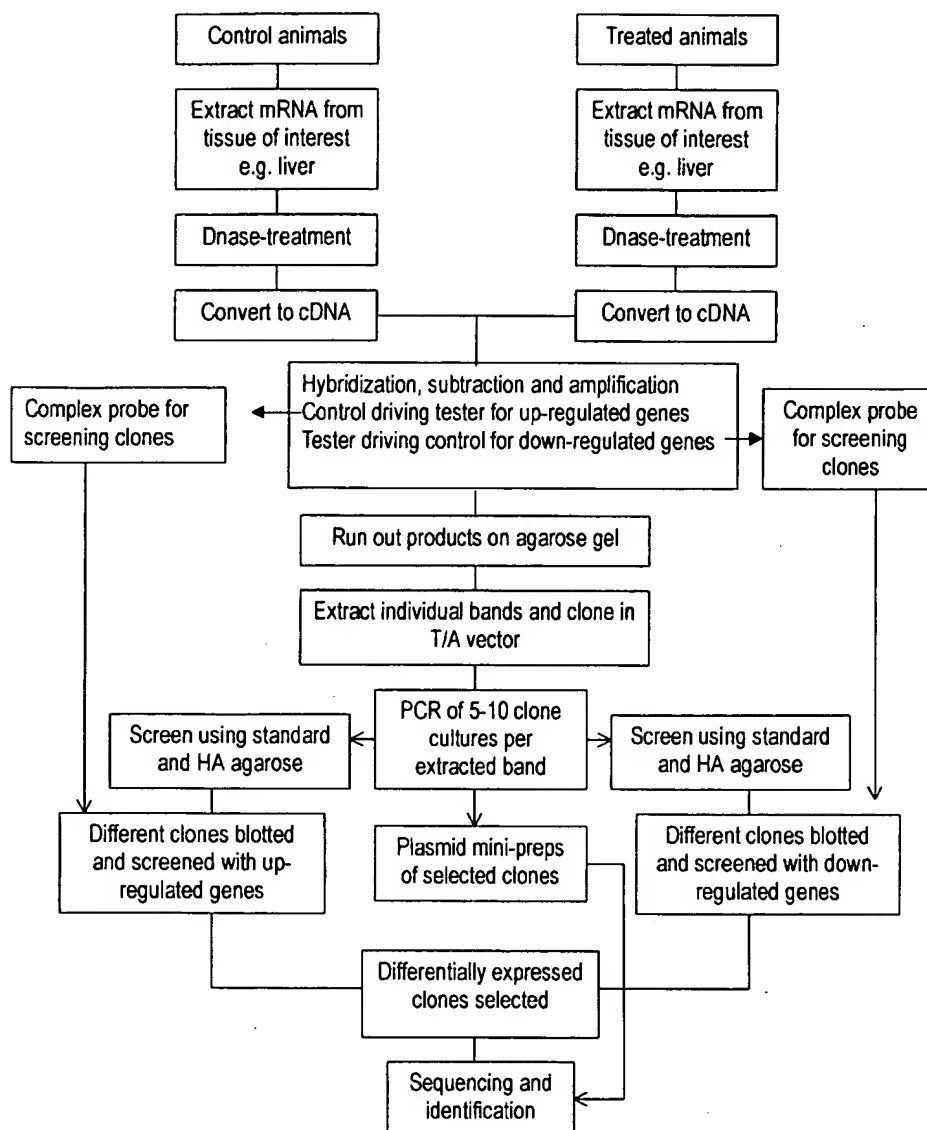 Control animals
Treated animals
Extract mRNA from
tissue of interest
e.g. liver
Extract mRNA from
tissue of interest
e.g. liver
Dnase-treatment
Dnase-treatment
Convert to cDNA
Convert to cDNA
Hybridization, subtraction and amplification
Control driving tester for up-regulated genes
Tester driving control for down-regulated genes
Complex probe for
screening clones
Complex probe
for screening
clones
Run out products on agarose gel
Extract individual bands and clone in
T/A vector
PCR of 5-10 clone
cultures per
extracted band
Screen using standard
and HA agarose
Screen using standard
and HA agarose
Different clones blotted
and screened with up-
regulated genes
Plasmid mini-preps
of selected clones
Different clones blotted
and screened with down-
regulated genes
Differentially expressed
clones selected
Sequencing and
identification